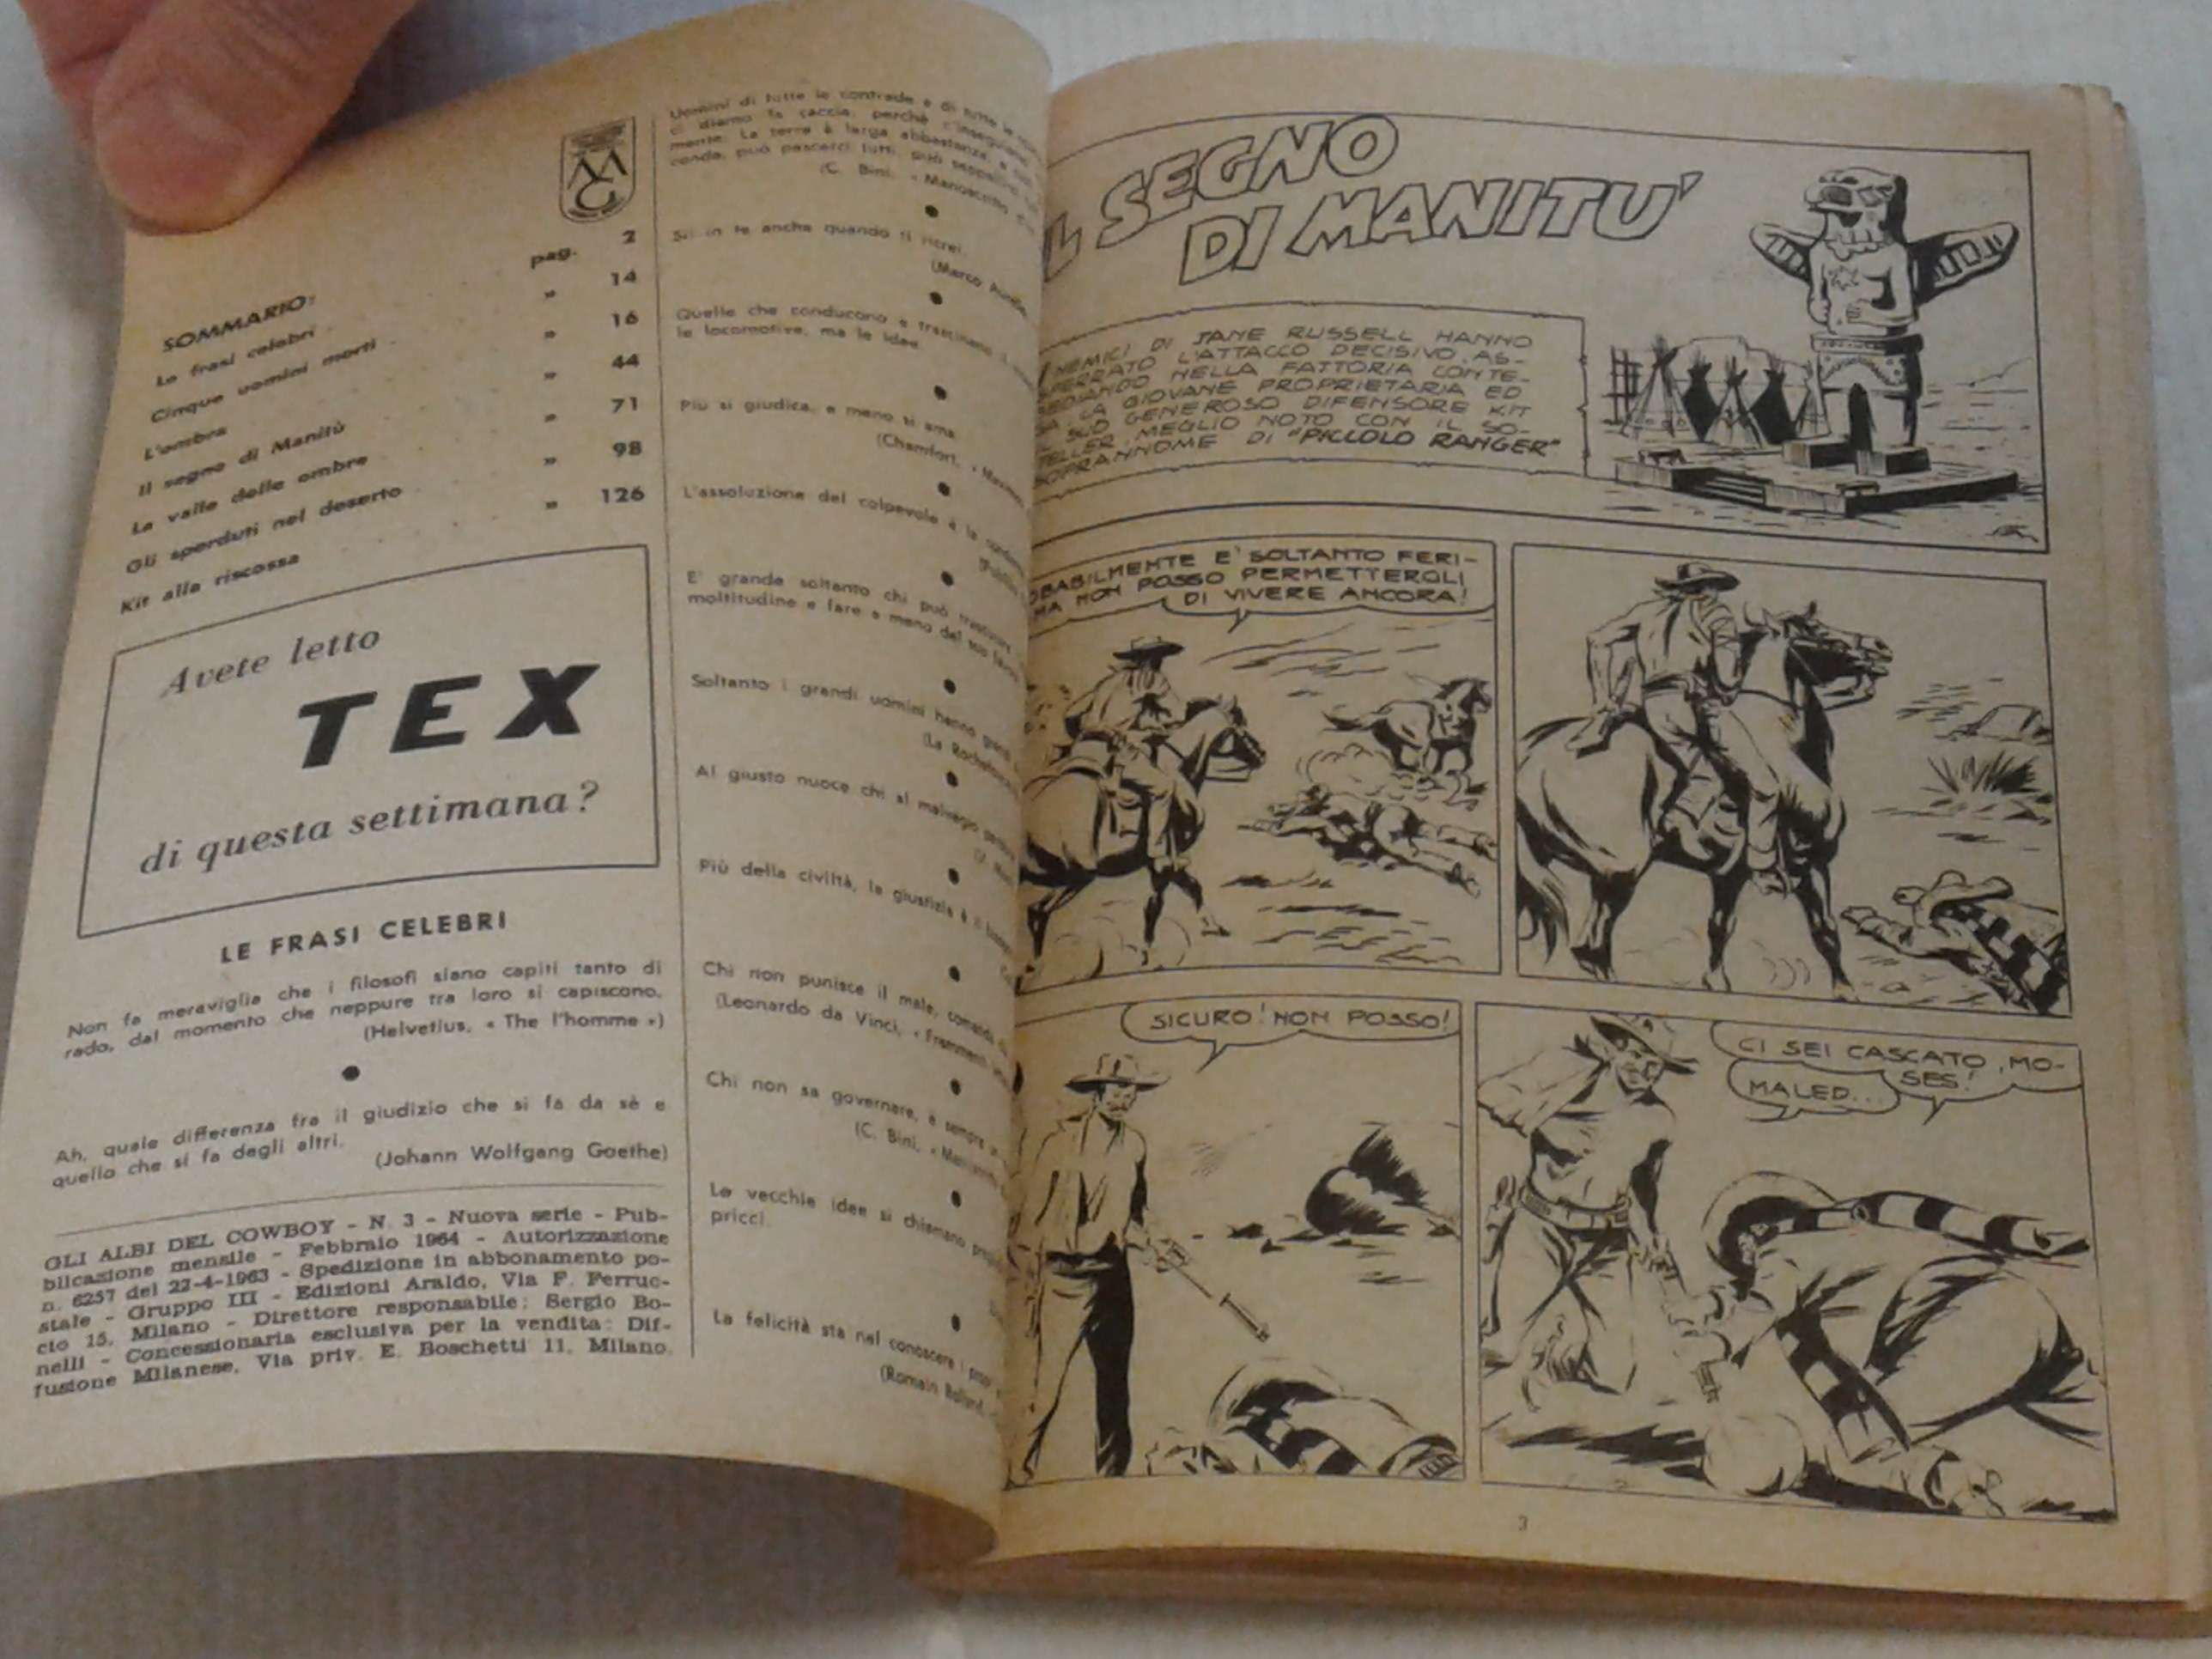 SOMMARIO:
Le frasi celebri pag. 2
Cinque uomini morti » 14
L'ombra » 16
Il segno di Manitù » 44
La valle delle ombre » 71
Gli sperduti nel deserto » 98
Kit alla riscossa » 126
Avete letto
TEX
di questa settimana?
LE FRASI CELEBRI
Non fa meraviglia che i filosofi siano capiti tanto di
rado, dal momento che neppure tra loro si capiscono.
(Helvetius, « The l'homme »)
Ah, quale differenza fra il giudizio che si fa da sè e
quello che si fa dagli altri.
(Johann Wolfgang Goethe)
GLI ALBI DEL COWBOY - N. 3 - Nuova serie - Pub-
blicazione mensile - Febbraio 1964 - Autorizzazione
n. 6257 del 22-4-1963 - Spedizione in abbonamento po-
stale - Gruppo III - Edizioni Araldo, Via F. Ferruc-
cio 15, Milano - Direttore responsabile: Sergio Bo-
nelli - Concessionaria esclusiva per la vendita: Dif-
fusione Milanese, Via priv. E. Boschetti 11, Milano.
Uomini di tutte le contrade e di tutte le
ci diamo la caccia, perchè
mente. La terra è larga abbastanza, e
conda, può pascerci tutti, può
(C. Bini, « Manoscritto
Sii in te anche quando ti ricrei.
(Marco
Quelle che conducono e trascinano il
le locomotive, ma le idee.
Più si giudica, e meno si ama.
(Chamfort, «
L'assoluzione del colpevole è la
E' grande soltanto chi può
moltitudine e fare a meno del suo
Soltanto i grandi uomini hanno grandi
(La
Al giusto nuoce chi al malvagio
Più della civiltà, la giustizia è il
Chi non punisce il male, comanda
(Leonardo da Vinci, « Frammenti
Chi non sa governare, è sempre un
(C. Bini, «
Le vecchie idee si chiamano
pricci.
La felicità sta nel conoscere i propri
(Romain
IL SEGNO
DI MANITU'
NEMICI DI JANE RUSSELL HANNO
SFERRATO L'ATTACCO DECISIVO, AS-
SEDIANDO NELLA FATTORIA CONTE-
SA LA GIOVANE PROPRIETARIA ED
SUO GENEROSO DIFENSORE KIT
TELLER, MEGLIO NOTO CON IL SO-
SOPRANNOME DI "PICCOLO RANGER"
OBABILMENTE E' SOLTANTO FERI-
MA NON POSSO PERMETTERGLI
DI VIVERE ANCORA!
SICURO! NON POSSO!
CI SEI CASCATO, MO-
SES!
MALED...
3